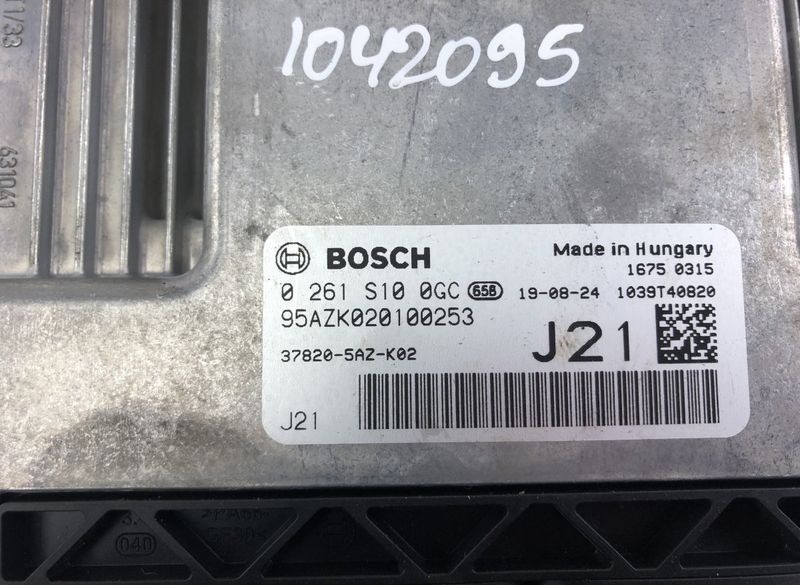 1042095
631041
BOSCH
Made in Hungary
1675 0315
0 261 S10 0GC 65B 19-08-24 1039T40820
95AZK020100253
J21
37820-5AZ-K02
J21
040